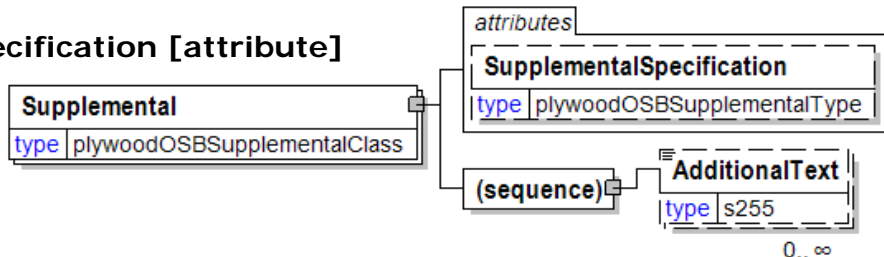 ecification [attribute]
attributes
SupplementalSpecification
type plywoodOSBSupplementalType
Supplemental
type plywoodOSBSupplementalClass
(sequence)
AdditionalText
type s255
0..∞